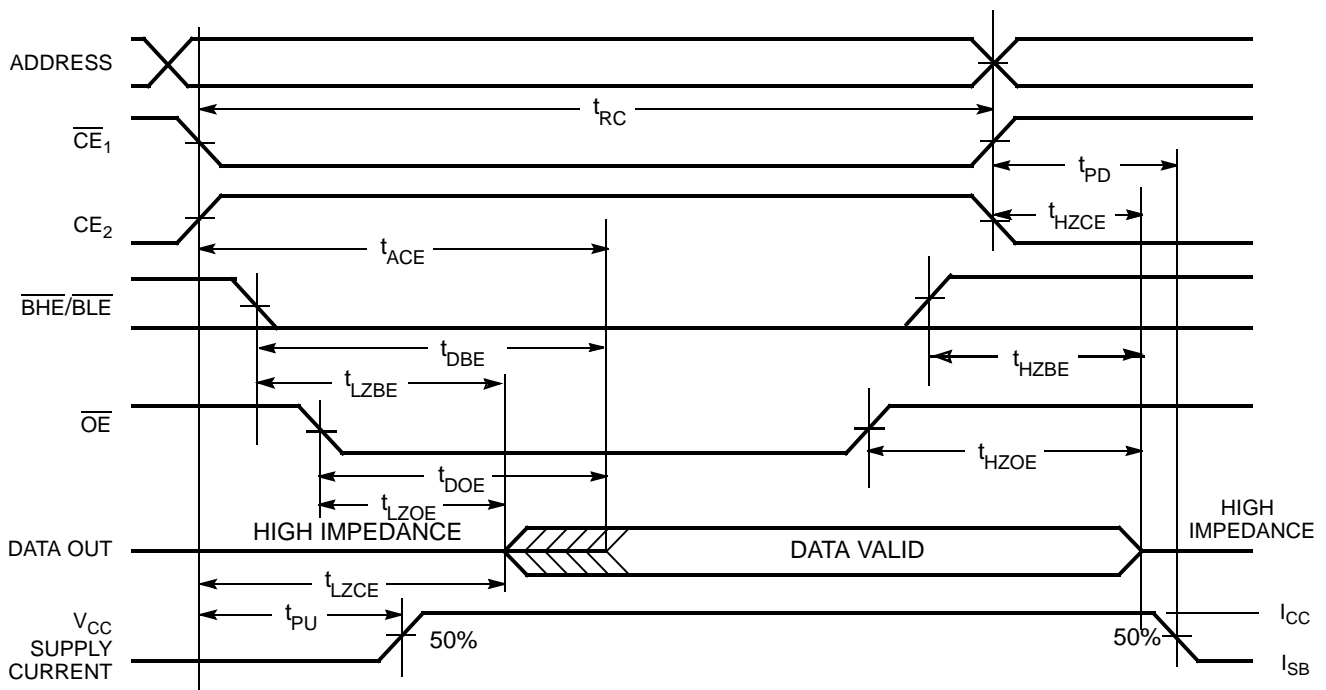 ADDRESS
tRC
CE1
tPD
tHZCE
CE2
tACE
BHE/BLE
tDBE
tHZBE
tLZBE
OE
tHZOE
tDOE
tLZOE
HIGH IMPEDANCE
HIGH
IMPEDANCE
DATA OUT
DATA VALID
tLZCE
tPU
VCC
SUPPLY
CURRENT
50%
50%
ICC
ISB